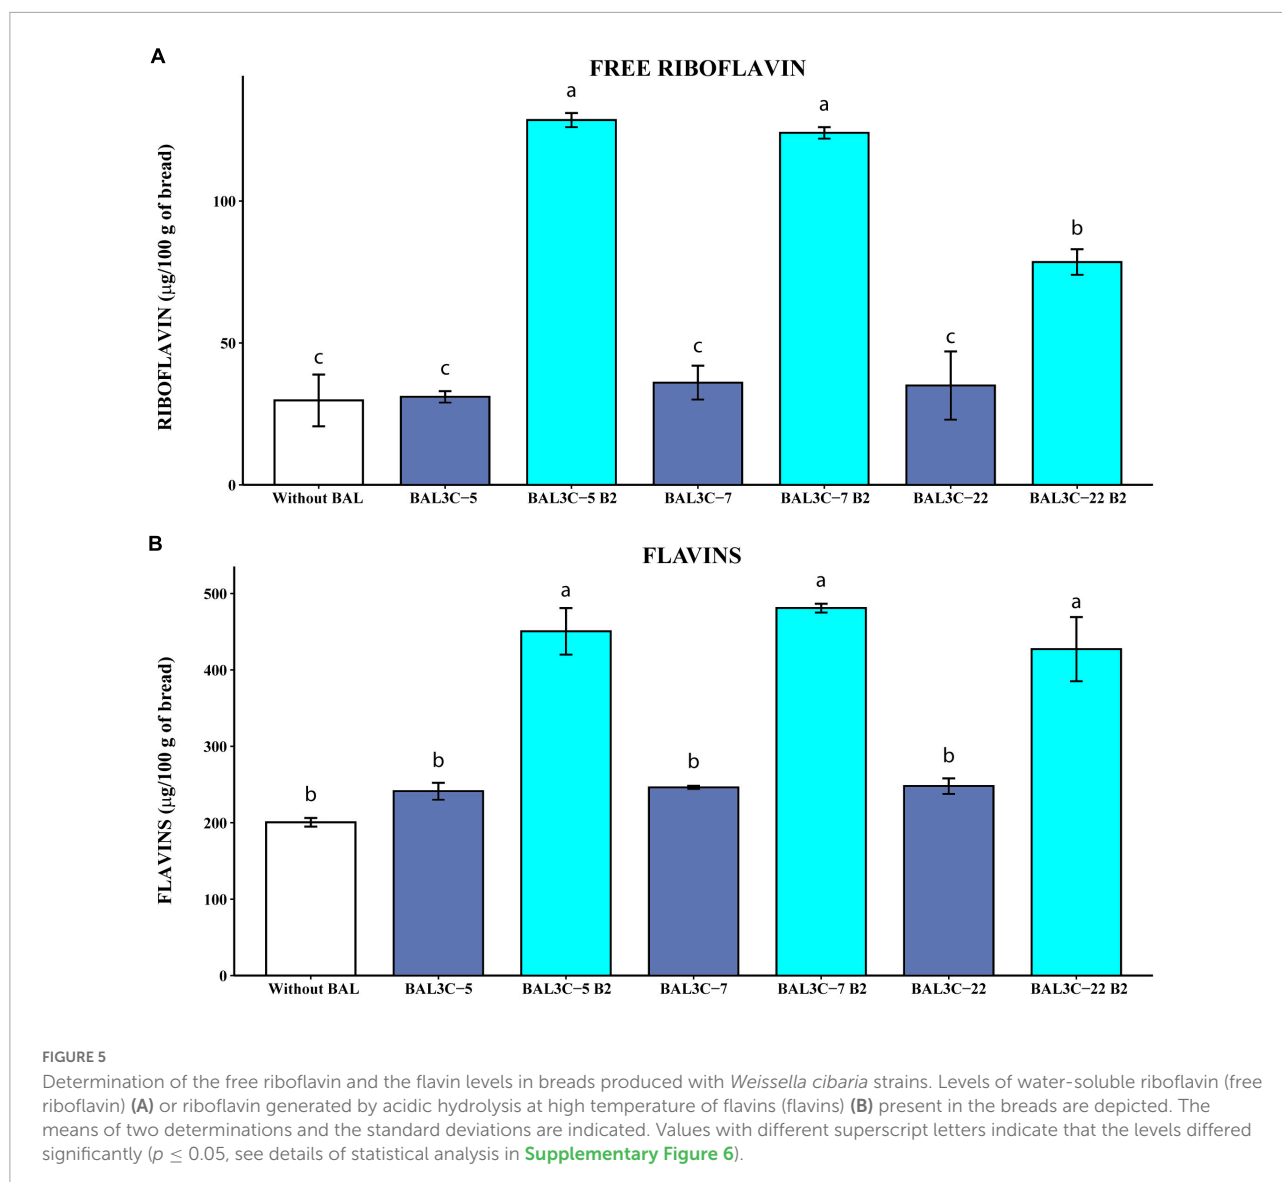 A
FREE RIBOFLAVIN
RIBOFLAVIN (μg/100 g of bread)
100
50
0
c
c
a
c
a
c
b
Without BAL
BAL3C−5
BAL3C−5 B2
BAL3C−7
BAL3C−7 B2
BAL3C−22
BAL3C−22 B2
B
FLAVINS
FLAVINS (μg/100 g of bread)
500
400
300
200
100
0
b
b
a
b
a
b
a
Without BAL
BAL3C−5
BAL3C−5 B2
BAL3C−7
BAL3C−7 B2
BAL3C−22
BAL3C−22 B2
FIGURE 5
Determination of the free riboflavin and the flavin levels in breads produced with Weissella cibaria strains. Levels of water-soluble riboflavin (free
riboflavin) (A) or riboflavin generated by acidic hydrolysis at high temperature of flavins (flavins) (B) present in the breads are depicted. The
means of two determinations and the standard deviations are indicated. Values with different superscript letters indicate that the levels differed
significantly (p ≤ 0.05, see details of statistical analysis in Supplementary Figure 6).